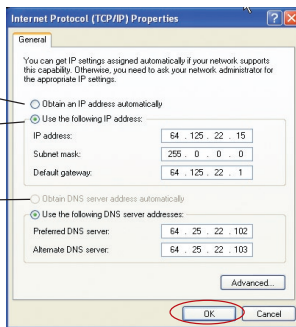 Internet Protocol (TCP/IP) Properties
General
You can get IP settings assigned automatically if your network supports
this capability. Otherwise, you need to ask your network administrator for
the appropriate IP settings.
Obtain an IP address automatically
Use the following IP address:
IP address: 64 . 125 . 22 . 15
Subnet mask: 255 . 0 . 0 . 0
Default gateway: 64 . 125 . 22 . 1
Obtain DNS server address automatically
Use the following DNS server addresses:
Preferred DNS server: 64 . 25 . 22 . 102
Alternate DNS server: 64 . 25 . 22 . 103
Advanced...
OK Cancel